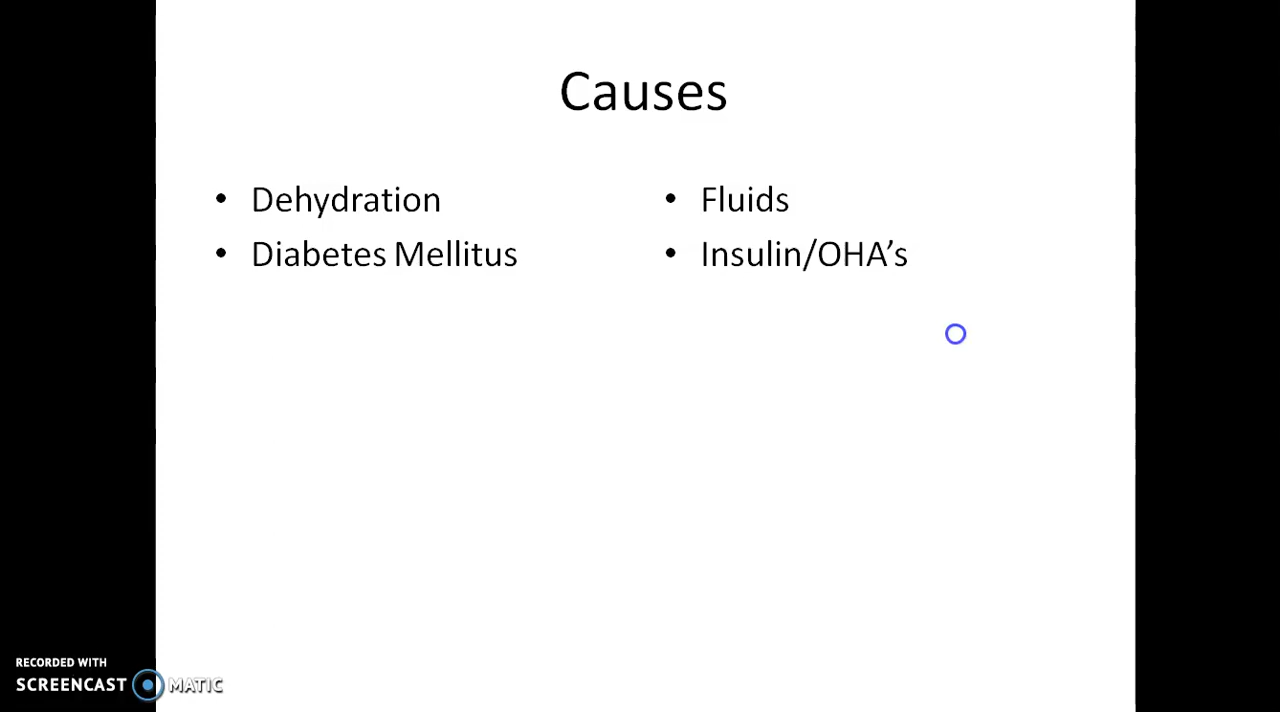 Causes
• Dehydration
• Diabetes Mellitus
• Fluids
• Insulin/OHA’s
RECORDED WITH
SCREENCAST MATIC